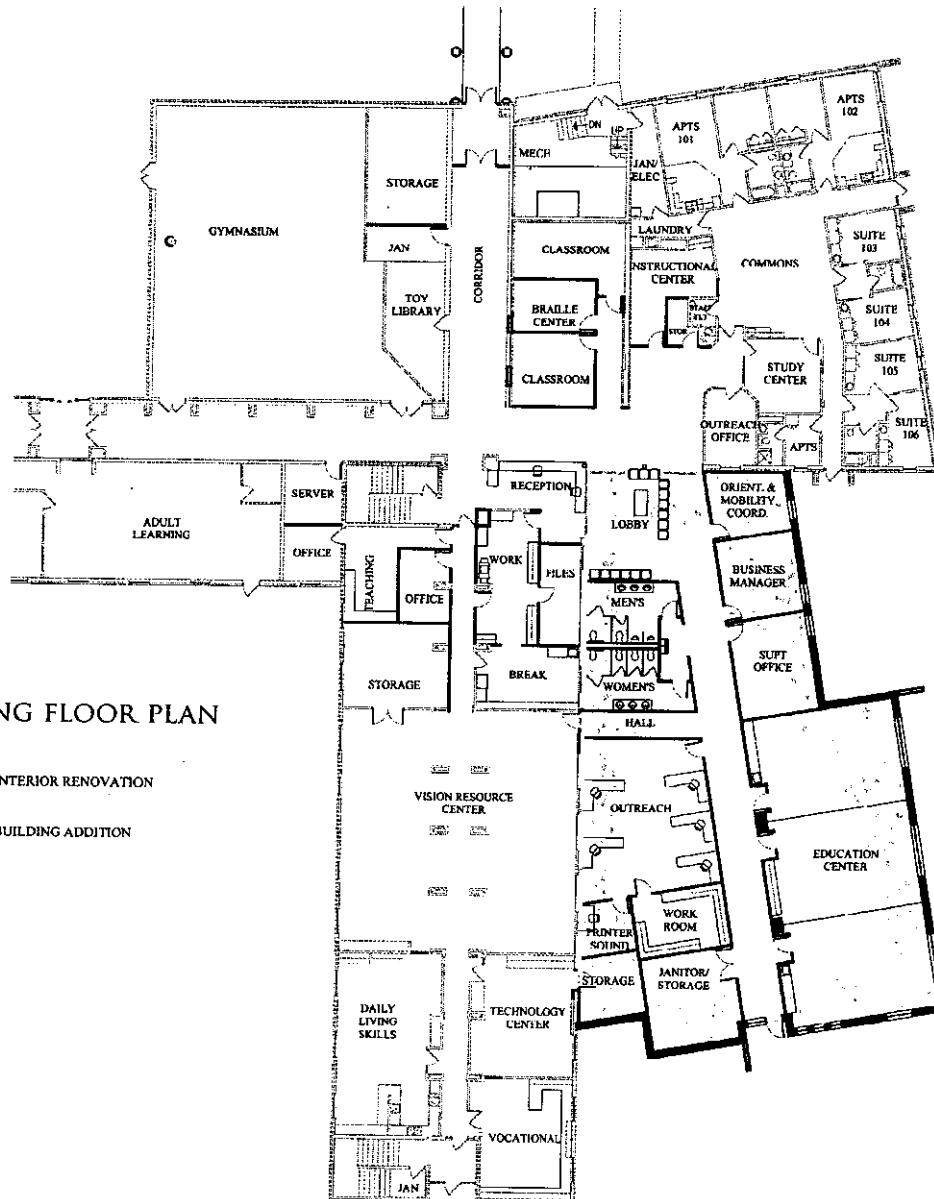 DN
UP
MECH
APTS
101
APTS
102
JAN/
ELEC
STORAGE
GYMNASIUM
LAUNDRY
SUITE
103
JAN
CLASSROOM
CORRIDOR
NSTRUCTIONAL
CENTER
COMMONS
TOY
LIBRARY
BRAILLE
CENTER
STOR
SUITE
104
CLASSROOM
STUDY
CENTER
SUITE
105
OUTREACH
OFFICE
APTS
SUITE
106
SERVER
RECEPTION
LOBBY
ORIENT. &
MOBILITY
COORD.
ADULT
LEARNING
OFFICE
TEACHING
OFFICE
WORK
FILES
BUSINESS
MANAGER
MEN'S
STORAGE
BREAK
WOMEN'S
SUPT
OFFICE
HALL
NG FLOOR PLAN
NTERIOR RENOVATION
UILDING ADDITION
VISION RESOURCE
CENTER
OUTREACH
EDUCATION
CENTER
PRINTER
SOUND
WORK
ROOM
STORAGE
JANITOR/
STORAGE
DAILY
LIVING
SKILLS
TECHNOLOGY
CENTER
VOCATIONAL
JAN